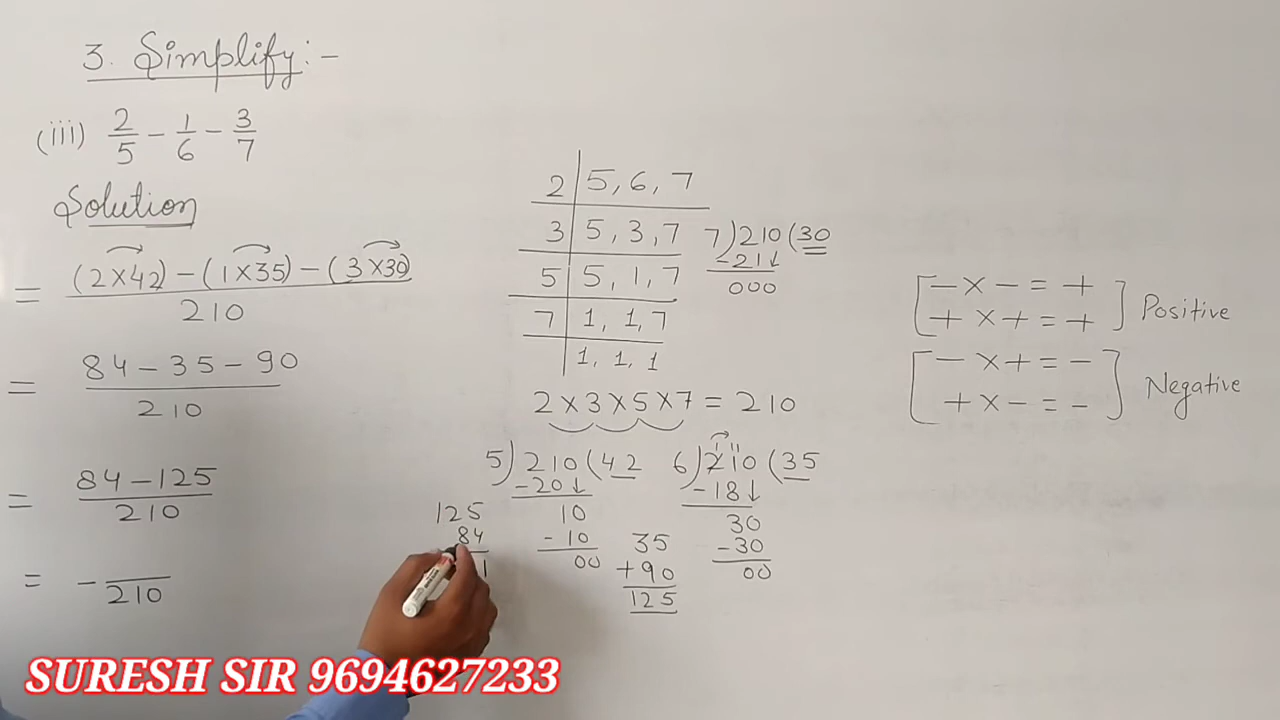 3. Simplify:-
(iii) 2/5 - 1/6 - 3/7
Solution
= (2×42) - (1×35) - (3×30) / 210
= 84 - 35 - 90 / 210
= 84 - 125 / 210
= - / 210
2 | 5, 6, 7
3 | 5, 3, 7
5 | 5, 1, 7
7 | 1, 1, 7
1, 1, 1
2×3×5×7 = 210
7)210(30
-21↓
000
5)210(42
-20↓
10
-10
00
6)210(35
-18↓
30
-30
00
125
84
1
35
+90
125
[- × - = +
+ × + = +] Positive
[- × + = -
+ × - = -] Negative
SURESH SIR 9694627233